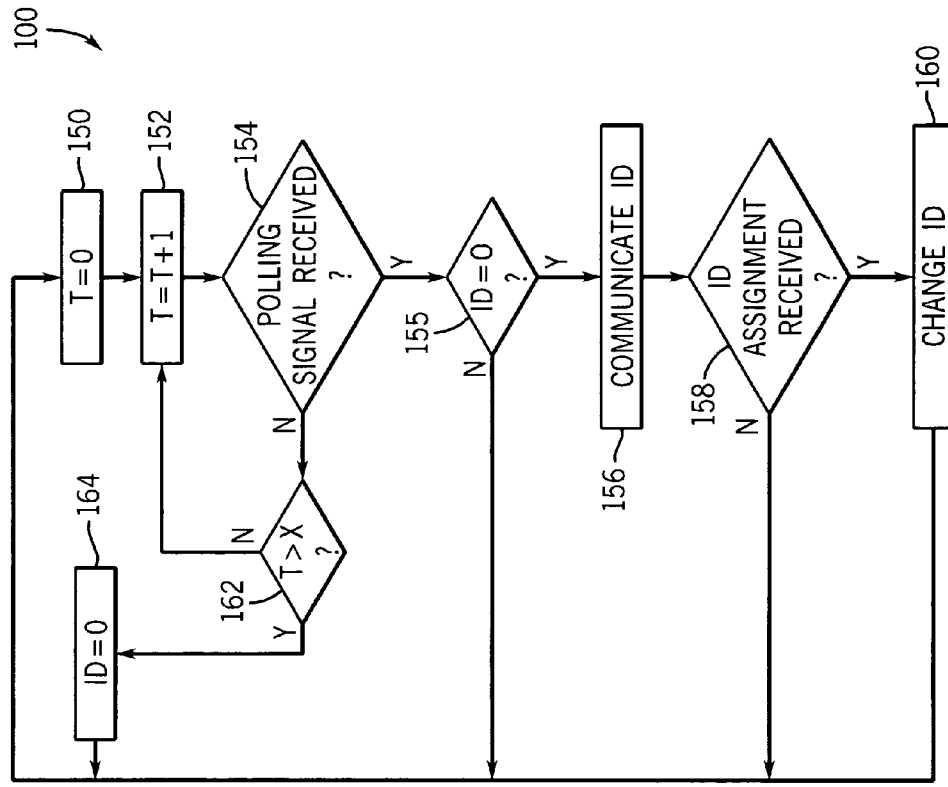 100
T=0
150
T=T+1
152
POLLING
SIGNAL RECEIVED
?
154
N
Y
T>X
?
162
N
Y
ID=0
164
ID=0
?
155
N
Y
COMMUNICATE ID
156
ID
ASSIGNMENT
RECEIVED
?
158
N
Y
CHANGE ID
160